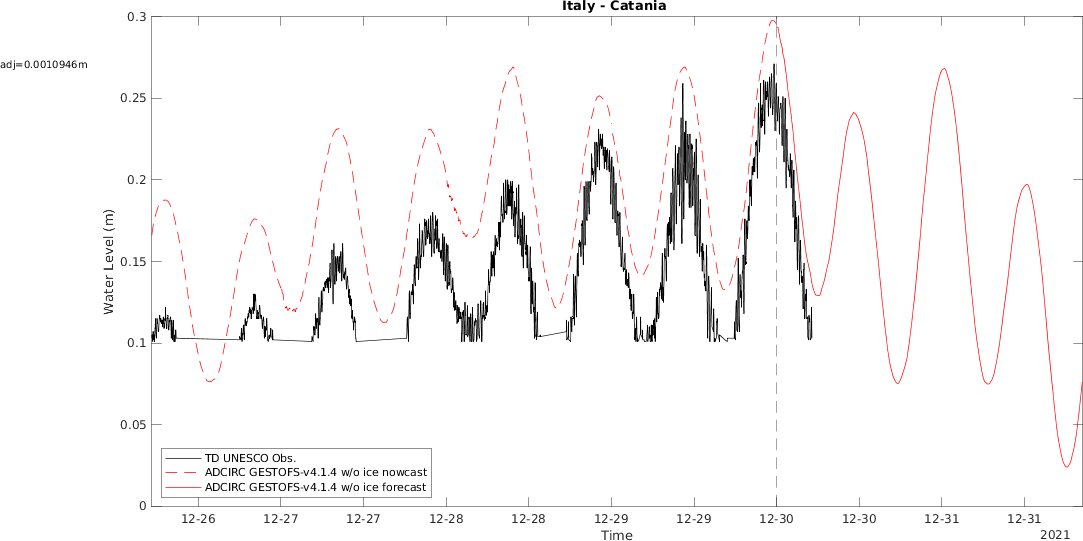 Italy - Catania
adj=0.0010946m
0.3
0.25
0.2
0.15
0.1
0.05
0
Water Level (m)
TD UNESCO Obs.
ADCIRC GESTOFS-v4.1.4 w/o ice nowcast
ADCIRC GESTOFS-v4.1.4 w/o ice forecast
12-26 12-27 12-27 12-28 12-28 12-29 12-29 12-30 12-30 12-31 12-31
Time
2021